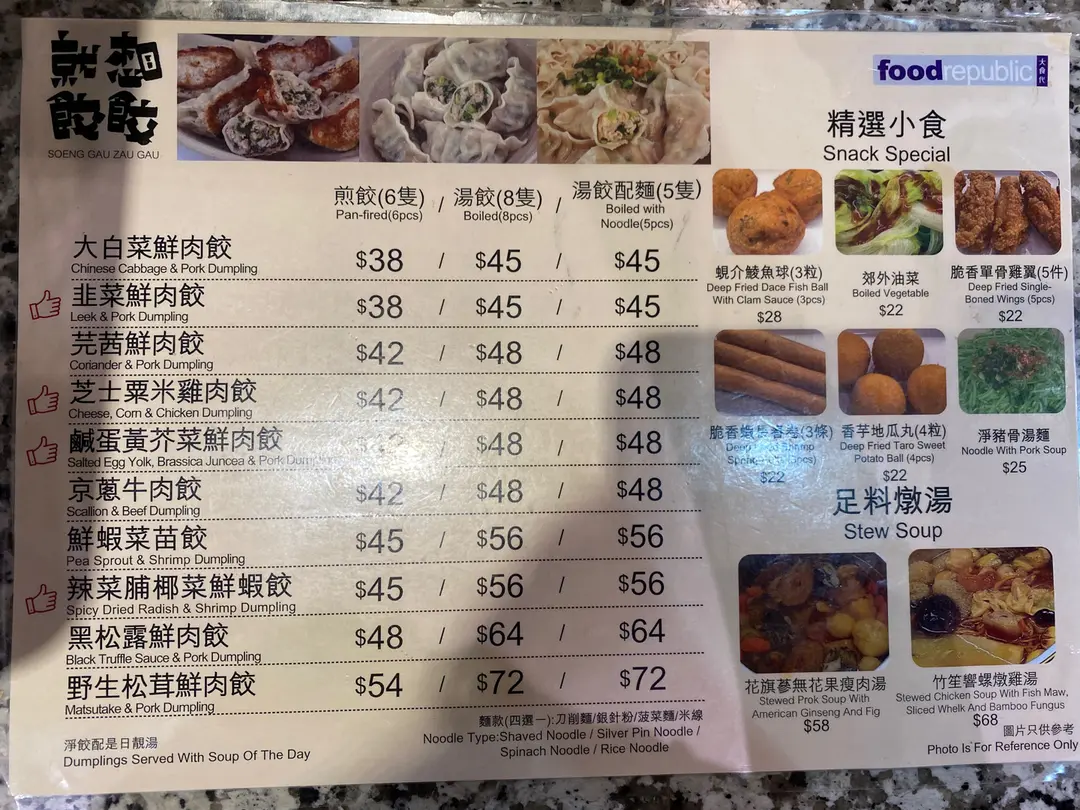 就想
餃餃
SOENG GAU ZAU GAU
foodrepublic 大食代
煎餃(6隻) / 湯餃(8隻) / 湯餃配麵(5隻)
Pan-fired(6pcs) Boiled(8pcs) Boiled with
Noodle(5pcs)
大白菜鮮肉餃 $38 / $45 / $45
Chinese Cabbage & Pork Dumpling
韭菜鮮肉餃 $38 / $45 / $45
Leek & Pork Dumpling
芫茜鮮肉餃 $42 / $48 / $48
Coriander & Pork Dumpling
芝士粟米雞肉餃 $42 / $48 / $48
Cheese, Corn & Chicken Dumpling
鹹蛋黃芥菜鮮肉餃 / $48 / $48
Salted Egg Yolk, Brassica Juncea & Pork Dumpling
京蔥牛肉餃 $42 / $48 / $48
Scallion & Beef Dumpling
鮮蝦菜苗餃 $45 / $56 / $56
Pea Sprout & Shrimp Dumpling
辣菜脯椰菜鮮蝦餃 $45 / $56 / $56
Spicy Dried Radish & Shrimp Dumpling
黑松露鮮肉餃 $48 / $64 / $64
Black Truffle Sauce & Pork Dumpling
野生松茸鮮肉餃 $54 / $72 / $72
Matsutake & Pork Dumpling
淨餃配是日靚湯
Dumplings Served With Soup Of The Day
麵款(四選一):刀削麵/銀針粉/菠菜麵/米線
Noodle Type:Shaved Noodle / Silver Pin Noodle /
Spinach Noodle / Rice Noodle
精選小食
Snack Special
蜆介鯪魚球(3粒)
Deep Fried Dace Fish Ball
With Clam Sauce (3pcs)
$28
郊外油菜
Boiled Vegetable
$22
脆香單骨雞翼(5件)
Deep Fried Single-
Boned Wings (5pcs)
$22
脆香蝦長春卷(3條)
Deep Shrimp
$22
香芋地瓜丸(4粒)
Deep Fried Taro Sweet
Potato Ball (4pcs)
$22
淨豬骨湯麵
Noodle With Pork Soup
$25
足料燉湯
Stew Soup
花旗蔘無花果瘦肉湯
Stewed Prok Soup With
American Ginseng And Fig
$58
竹笙響螺燉雞湯
Stewed Chicken Soup With Fish Maw,
Sliced Whelk And Bamboo Fungus
$68
圖片只供參考
Photo Is For Reference Only